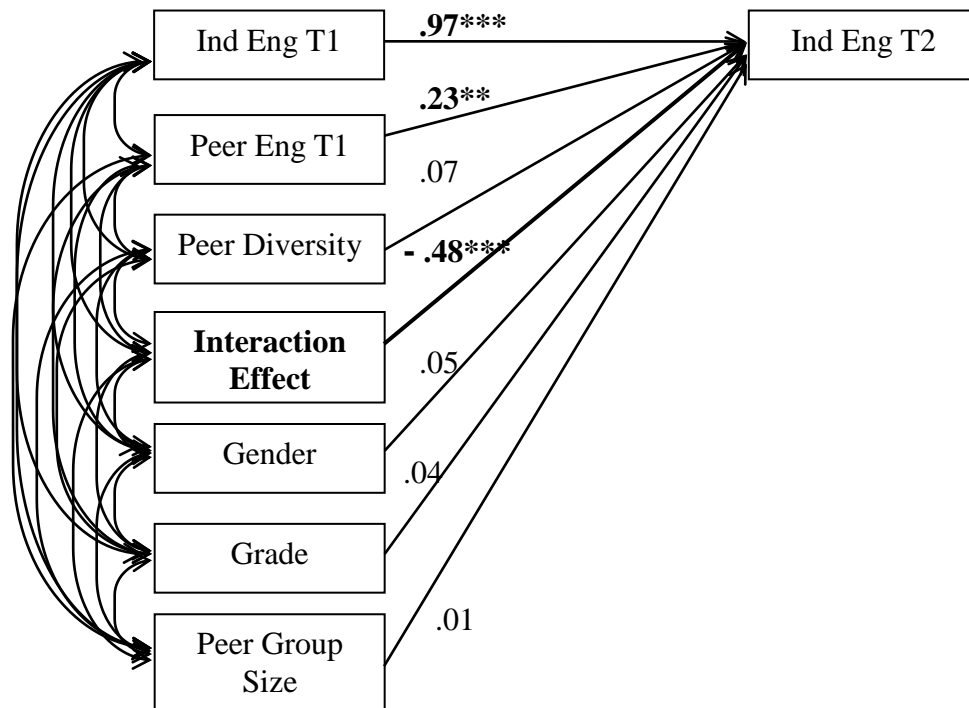 Ind Eng T1
.97***
Ind Eng T2
Peer Eng T1
.23**
.07
Peer Diversity
- .48***
Interaction
Effect
.05
Gender
.04
Grade
.01
Peer Group
Size